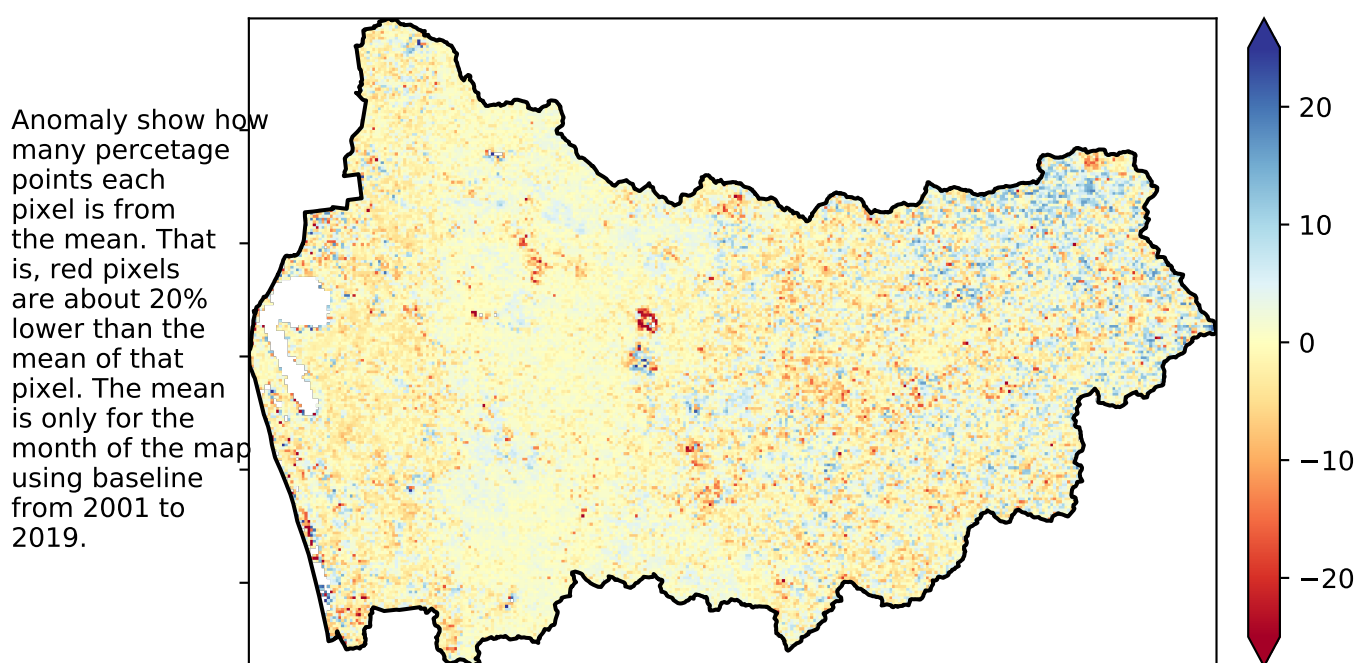 Anomaly show how
many percetage
points each
pixel is from
the mean. That
is, red pixels
are about 20%
lower than the
mean of that
pixel. The mean
is only for the
month of the map
using baseline
from 2001 to
2019.
20
10
0
−10
−20